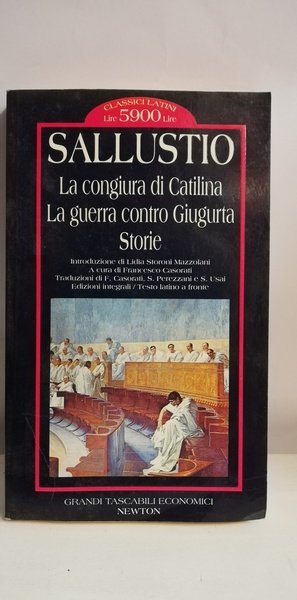 CLASSICI LATINI
Lire 5900 Lire
SALLUSTIO
La congiura di Catilina
La guerra contro Giugurta
Storie
Introduzione di Lidia Storoni Mazzolani
A cura di Francesco Casorati
Traduzioni di F. Casorati, S. Perezzani e S. Usai
Edizioni integrali / Testo latino a fronte
GRANDI TASCABILI ECONOMICI
NEWTON